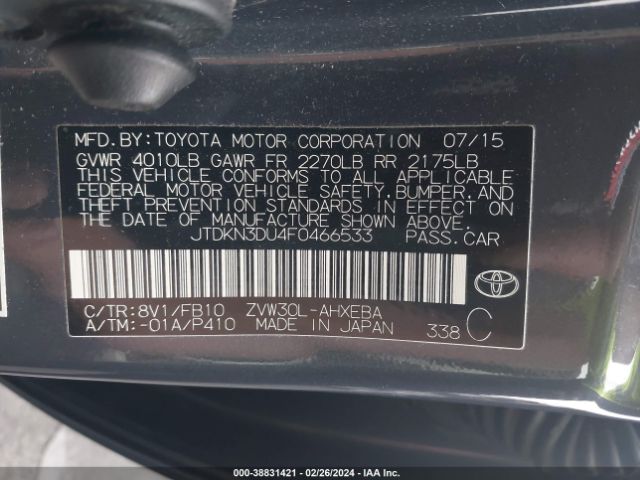 MFD.BY:TOYOTA MOTOR CORPORATION 07/15
GVWR 4010LB GAWR FR 2270LB RR 2175LB
THIS VEHICLE CONFORMS TO ALL APPLICABLE
FEDERAL MOTOR VEHICLE SAFETY, BUMPER, AND
THEFT PREVENTION STANDARDS IN EFFECT ON
THE DATE OF MANUFACTURE SHOWN ABOVE.
JTDKN3DU4F0466533 PASS.CAR
C/TR:8V1/FB10 ZVW30L-AHXEBA
A/TM:-01A/P410 MADE IN JAPAN 338 C
000-38831421 | 02/26/2024 | IAA Inc.